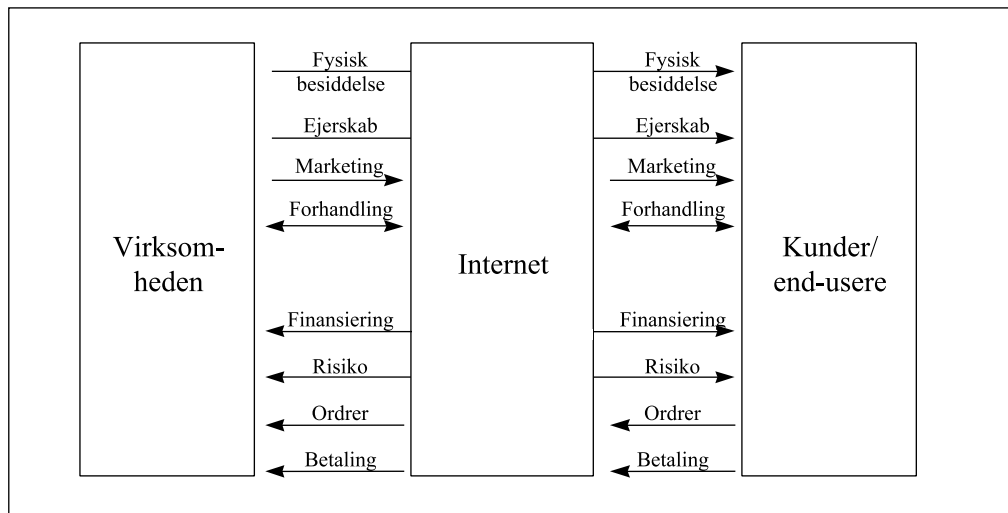 Fysisk
besiddelse
Ejerskab
Marketing
Forhandling
Finansiering
Risiko
Ordrer
Betaling
Virksom-
heden
Internet
Fysisk
besiddelse
Ejerskab
Marketing
Forhandling
Finansiering
Risiko
Ordrer
Betaling
Kunder/
end-usere